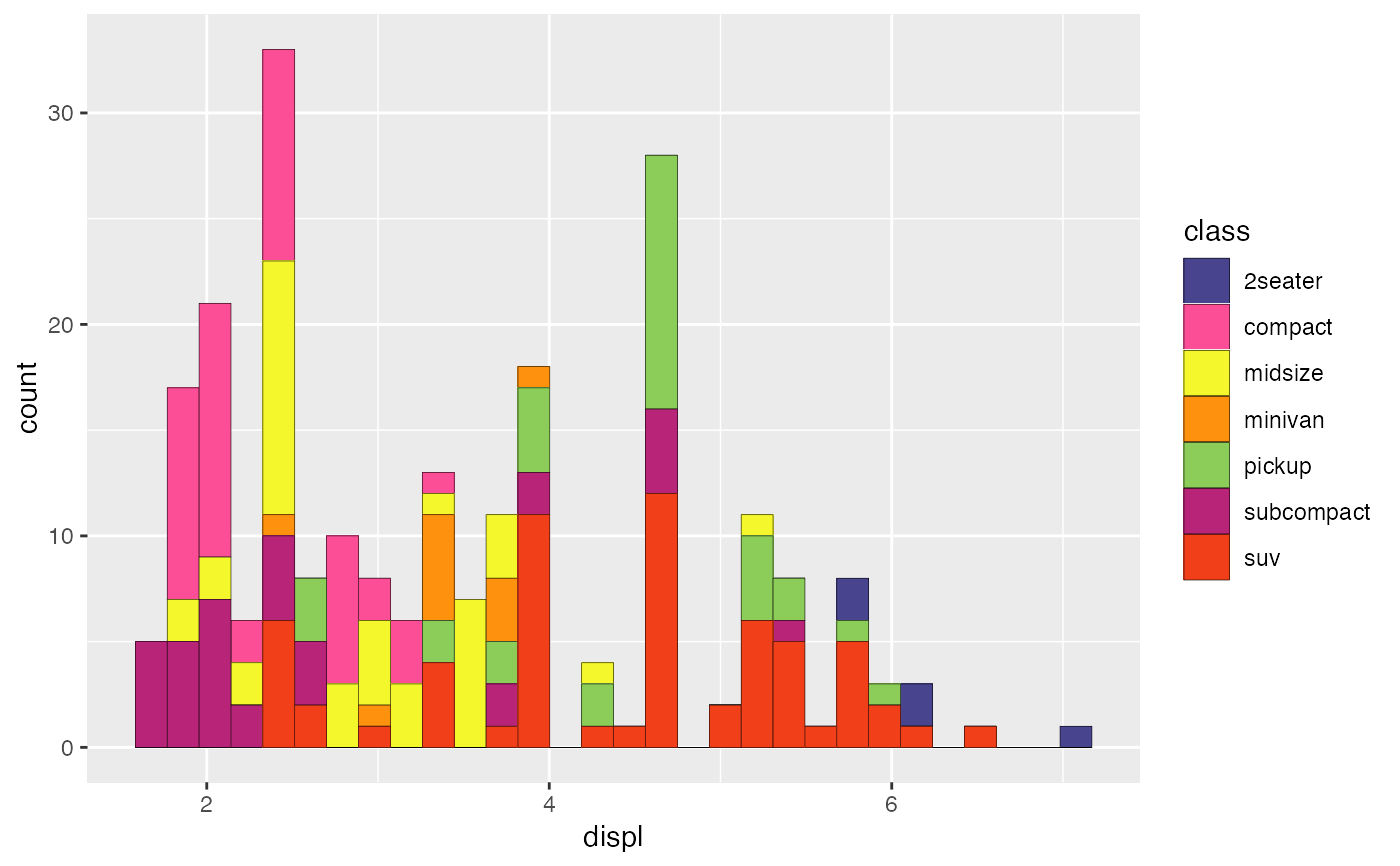 30
20
10
0
count
2
4
6
displ
class
2seater
compact
midsize
minivan
pickup
subcompact
suv